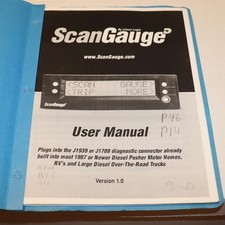 ScanGauge D
www.ScanGauge.com
<SCAN GAUGE>
<TRIP MORE>
ScanGauge
User Manual
P46
P14
Plugs into the J1939 or J1708 diagnostic connector already
built into most 1987 or Newer Diesel Pusher Motor Homes,
RV's and Large Diesel Over-The-Road Trucks
Version 1.0